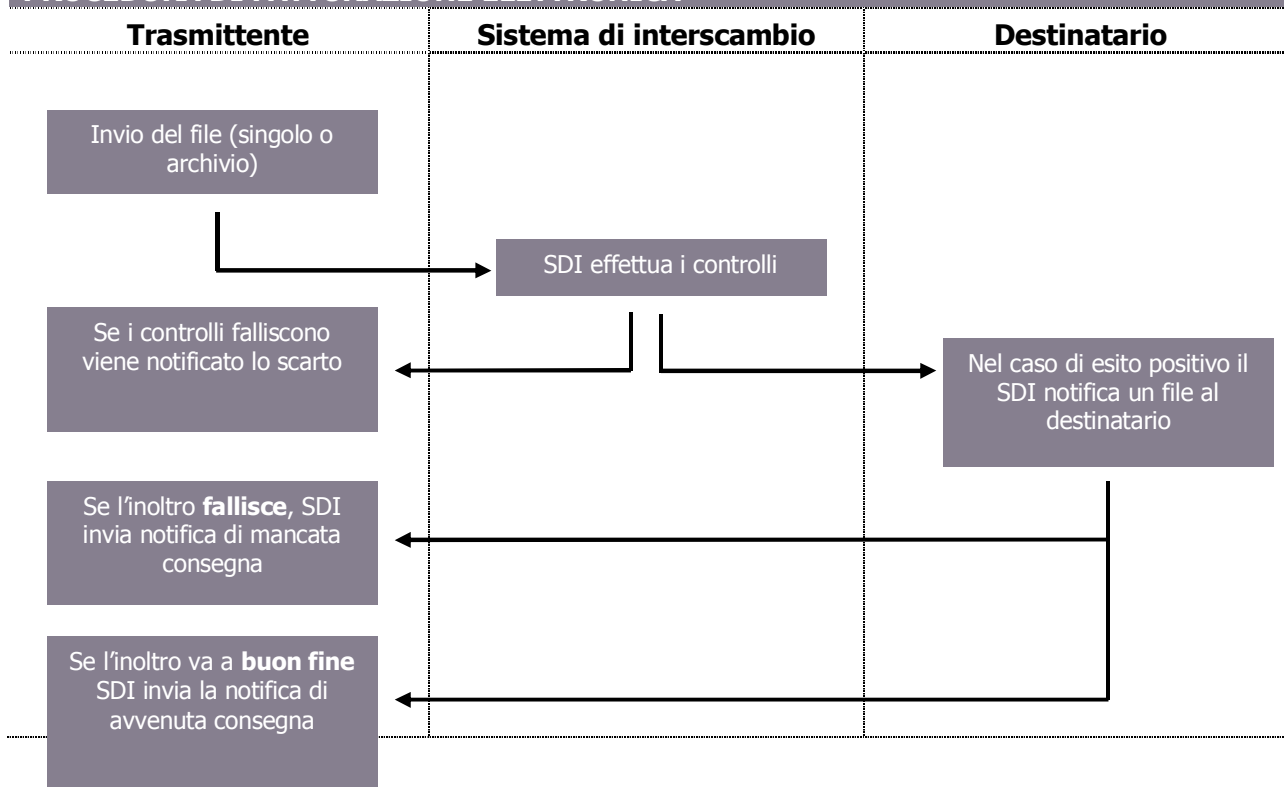 Trasmittente
Sistema di interscambio
Destinatario
Invio del file (singolo o
archivio)
SDI effettua i controlli
Se i controlli falliscono
viene notificato lo scarto
Nel caso di esito positivo il
SDI notifica un file al
destinatario
Se l’inoltro fallisce, SDI
invia notifica di mancata
consegna
Se l’inoltro va a buon fine
SDI invia la notifica di
avvenuta consegna